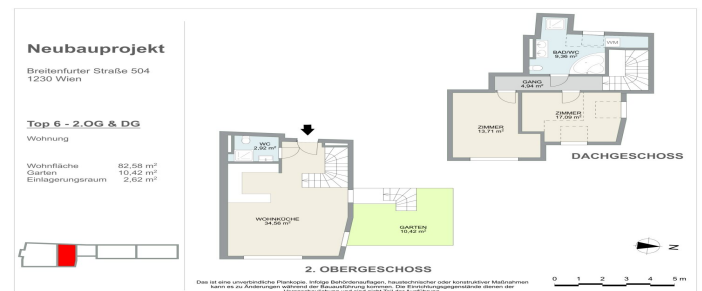 Neubauprojekt
Breitenfurter Straße 504
1230 Wien
Top 6 - 2.OG & DG
Wohnung
Wohnfläche 82,58 m²
Garten 10,42 m²
Einlagerungsraum 2,62 m²
BAD/WC
9,36 m²
WM
GANG
4,94 m²
ZIMMER
13,71 m²
ZIMMER
17,09 m²
DACHGESCHOSS
WC
2,92 m²
WOHNKÜCHE
34,56 m²
GARTEN
10,42 m²
2. OBERGESCHOSS
N
0 1 2 3 4 5 m
Das ist eine unverbindliche Plankopie. Infolge Behördenauflagen, haustechnischer oder konstruktiver Maßnahmen
kann es zu Änderungen während der Bauausführung kommen. Die Einrichtungsgegenstände dienen der